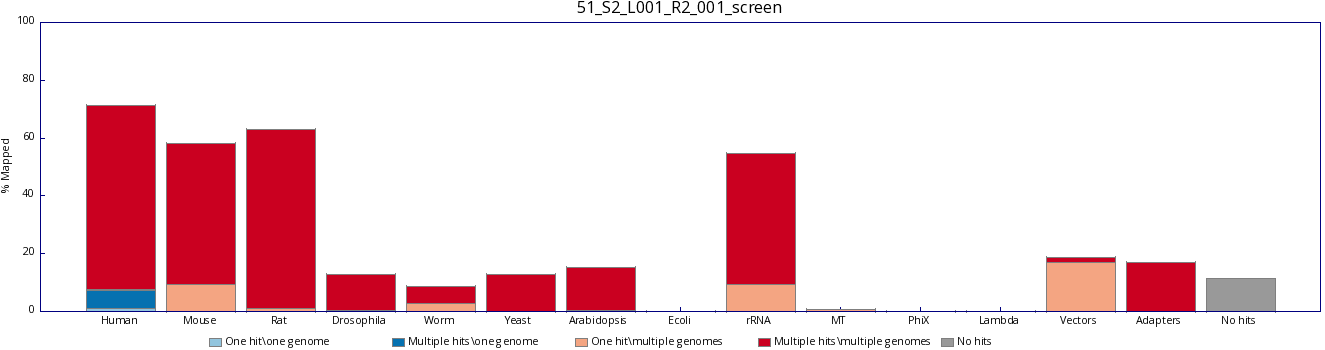 51_S2_L001_R2_001_screen
100
80
60
40
20
0
% Mapped
Human Mouse Rat Drosophila Worm Yeast Arabidopsis Ecoli rRNA MT PhiX Lambda Vectors Adapters No hits
One hit\one genome Multiple hits\one genome One hit\multiple genomes Multiple hits\multiple genomes No hits